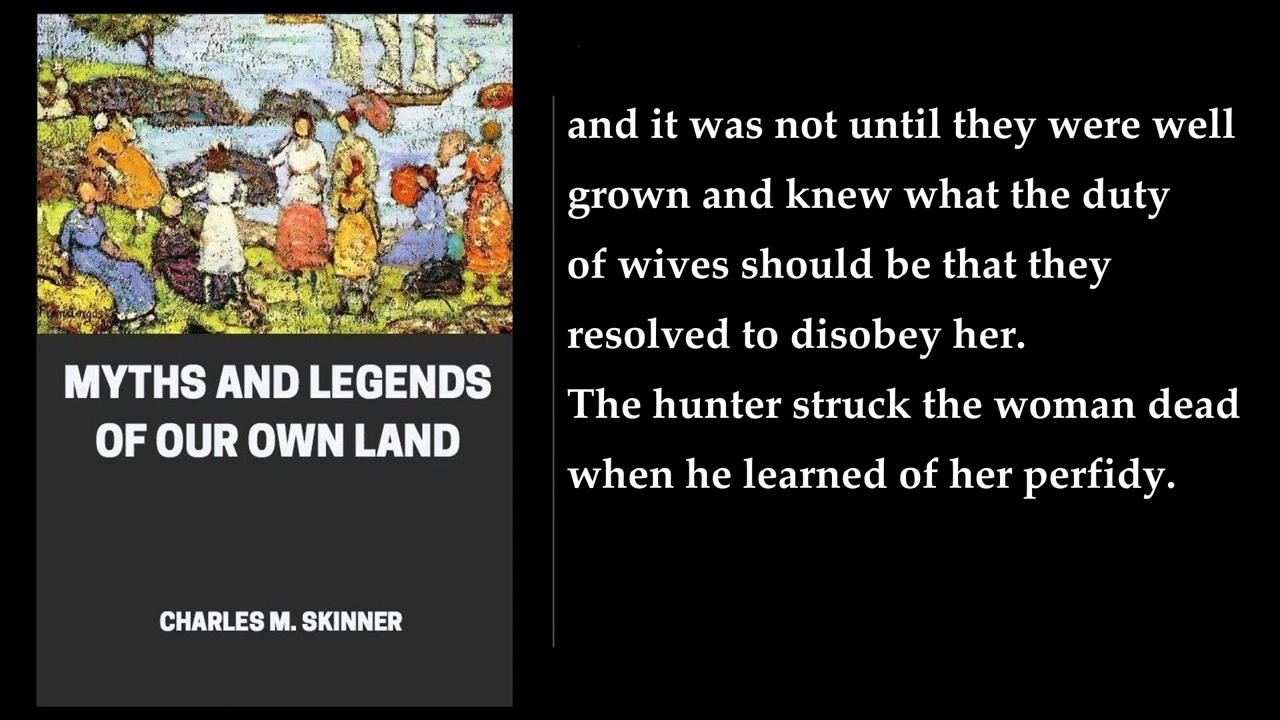 MYTHS AND LEGENDS
OF OUR OWN LAND
CHARLES M. SKINNER
and it was not until they were well
grown and knew what the duty
of wives should be that they
resolved to disobey her.
The hunter struck the woman dead
when he learned of her perfidy.